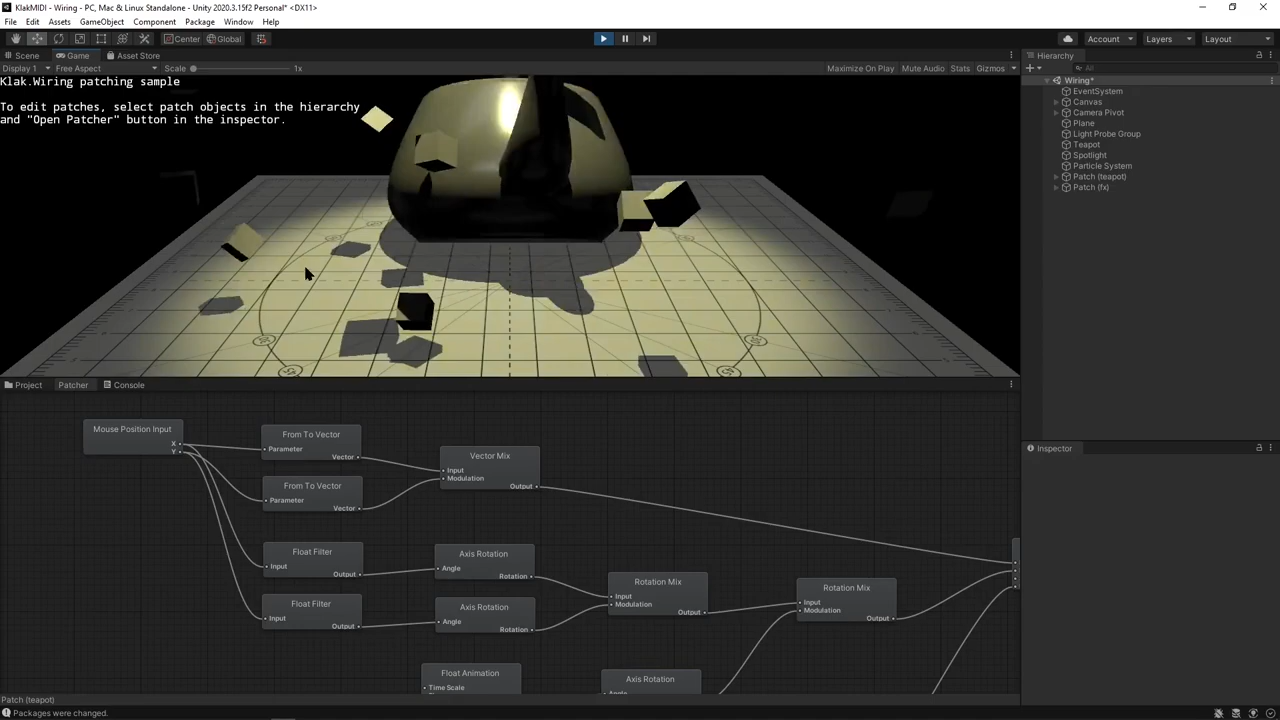 KlakMIDI - Wiring - PC, Mac & Linux Standalone - Unity 2020.3.15f2 Personal* <DX11>
File Edit Assets GameObject Component Package Window Help
Center Global Account Layers Layout
Scene Game Asset Store
Display 1 Free Aspect Scale 1x Maximize On Play Mute Audio Stats Gizmos
Klak.Wiring patching sample
To edit patches, select patch objects in the hierarchy
and "Open Patcher" button in the inspector.
Hierarchy
All
Wiring*
EventSystem
Canvas
Camera Pivot
Plane
Light Probe Group
Teapot
Spotlight
Particle System
Patch (teapot)
Patch (fx)
Project Patcher Console
Mouse Position Input
X
Y
From To Vector
Parameter
Vector
From To Vector
Parameter
Vector
Vector Mix
Input
Modulation
Output
Float Filter
Input
Output
Float Filter
Input
Output
Axis Rotation
Angle
Rotation
Axis Rotation
Angle
Rotation
Rotation Mix
Input
Modulation
Output
Rotation Mix
Input
Modulation
Output
Float Animation
Time Scale
Axis Rotation
Inspector
Patch (teapot)
Packages were changed.